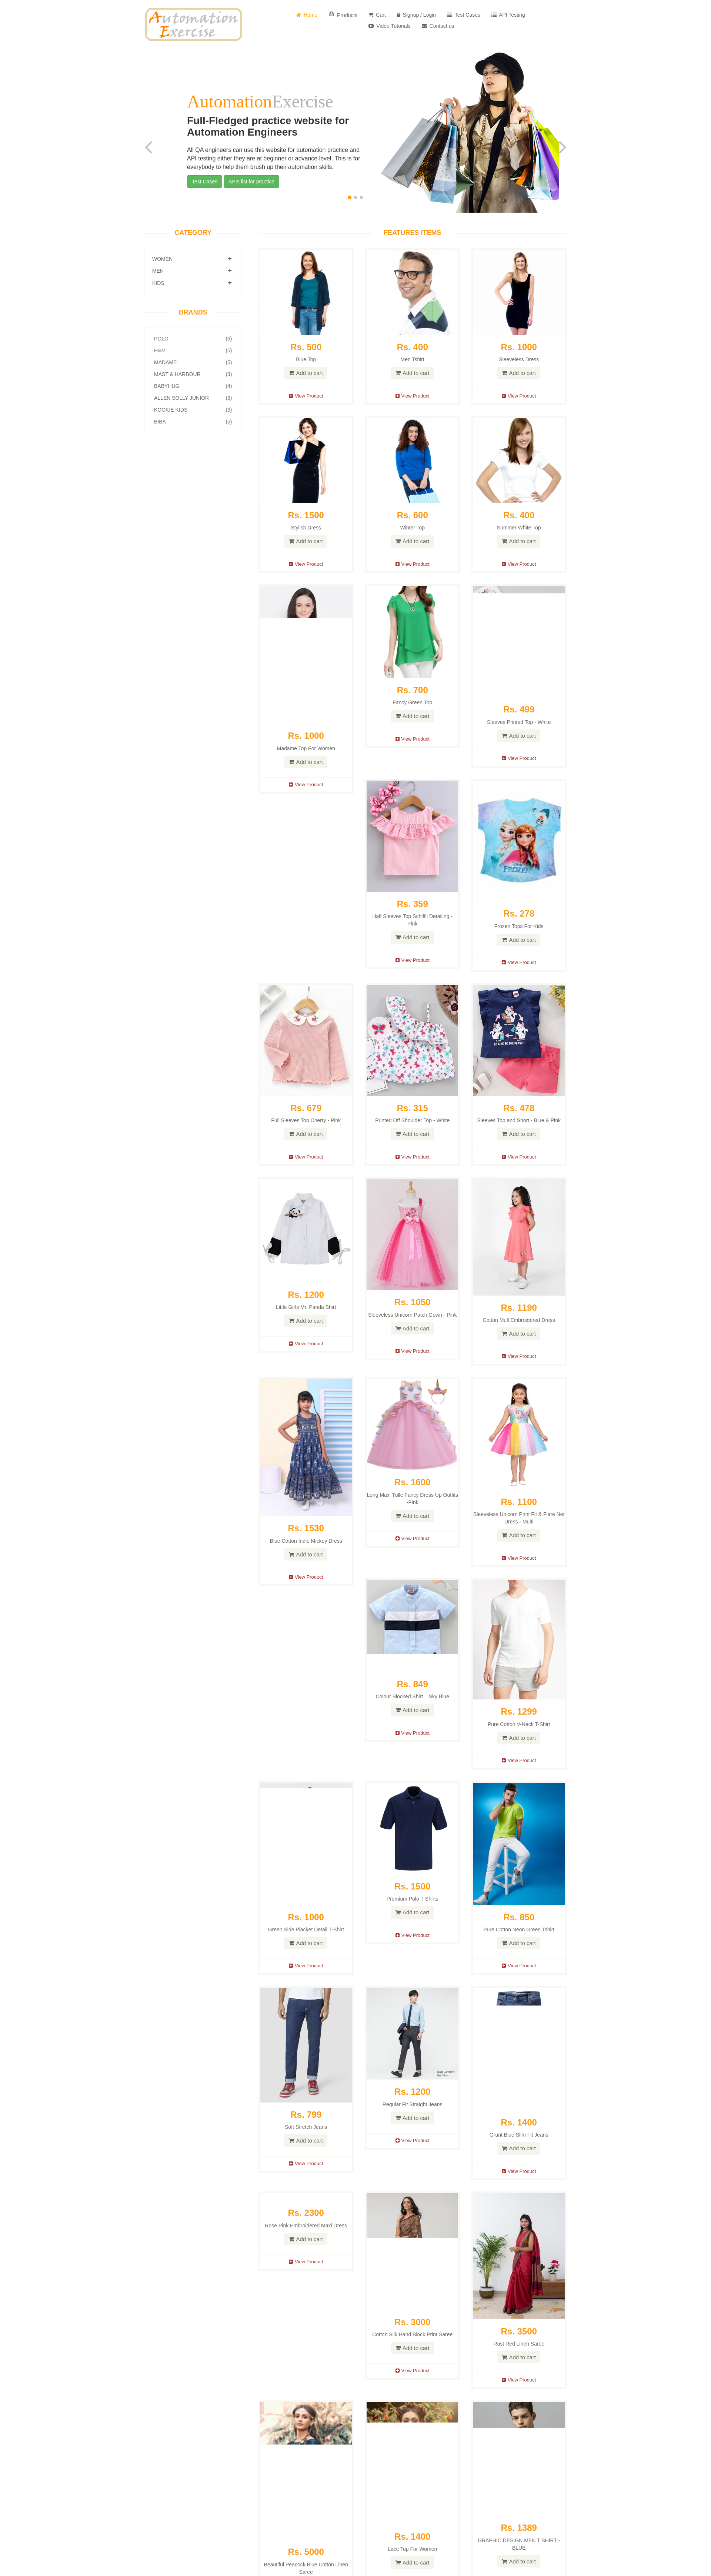 Automation
Exercise
Home
Products
Cart
Signup / Login
Test Cases
API Testing
Video Tutorials
Contact us
AutomationExercise
Full-Fledged practice website for
Automation Engineers
All QA engineers can use this website for automation practice and
API testing either they are at beginner or advance level. This is for
everybody to help them brush up their automation skills.
Test Cases
APIs list for practice
CATEGORY
WOMEN
MEN
KIDS
BRANDS
POLO (6)
H&M (5)
MADAME (5)
MAST & HARBOUR (3)
BABYHUG (4)
ALLEN SOLLY JUNIOR (3)
KOOKIE KIDS (3)
BIBA (5)
FEATURES ITEMS
Rs. 500
Blue Top
Add to cart
View Product
Rs. 400
Men Tshirt
Add to cart
View Product
Rs. 1000
Sleeveless Dress
Add to cart
View Product
Rs. 1500
Stylish Dress
Add to cart
View Product
Rs. 600
Winter Top
Add to cart
View Product
Rs. 400
Summer White Top
Add to cart
View Product
Rs. 1000
Madame Top For Women
Add to cart
View Product
Rs. 700
Fancy Green Top
Add to cart
View Product
Rs. 499
Sleeves Printed Top - White
Add to cart
View Product
Rs. 359
Half Sleeves Top Schiffli Detailing -
Pink
Add to cart
View Product
FROZEN
Rs. 278
Frozen Tops For Kids
Add to cart
View Product
Rs. 679
Full Sleeves Top Cherry - Pink
Add to cart
View Product
Rs. 315
Printed Off Shoulder Top - White
Add to cart
View Product
Rs. 478
Sleeves Top and Short - Blue & Pink
Add to cart
View Product
Rs. 1200
Little Girls Mr. Panda Shirt
Add to cart
View Product
Rs. 1050
Sleeveless Unicorn Patch Gown - Pink
Add to cart
View Product
Rs. 1190
Cotton Mull Embroidered Dress
Add to cart
View Product
Rs. 1530
Blue Cotton Indie Mickey Dress
Add to cart
View Product
Rs. 1600
Long Maxi Tulle Fancy Dress Up Outfits
-Pink
Add to cart
View Product
Rs. 1100
Sleeveless Unicorn Print Fit & Flare Net
Dress - Multi
Add to cart
View Product
Rs. 849
Colour Blocked Shirt – Sky Blue
Add to cart
View Product
Rs. 1299
Pure Cotton V-Neck T-Shirt
Add to cart
View Product
Rs. 1000
Green Side Placket Detail T-Shirt
Add to cart
View Product
Rs. 1500
Premium Polo T-Shirts
Add to cart
View Product
Rs. 850
Pure Cotton Neon Green Tshirt
Add to cart
View Product
Rs. 799
Soft Stretch Jeans
Add to cart
View Product
Rs. 1200
Regular Fit Straight Jeans
Add to cart
View Product
Rs. 1400
Grunt Blue Slim Fit Jeans
Add to cart
View Product
Rs. 2300
Rose Pink Embroidered Maxi Dress
Add to cart
View Product
Rs. 3000
Cotton Silk Hand Block Print Saree
Add to cart
View Product
Rs. 3500
Rust Red Linen Saree
Add to cart
View Product
Rs. 5000
Beautiful Peacock Blue Cotton Linen
Saree
Rs. 1400
Lace Top For Women
Add to cart
Rs. 1389
GRAPHIC DESIGN MEN T SHIRT -
BLUE
Add to cart